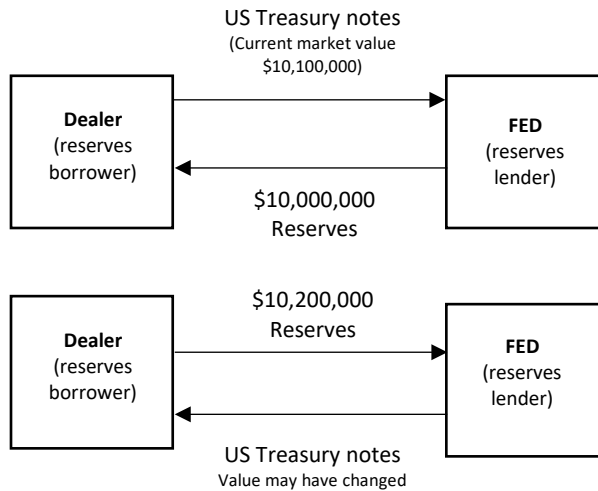 US Treasury notes
(Current market value
$10,100,000)
Dealer
(reserves
borrower)
FED
(reserves
lender)
$10,000,000
Reserves
$10,200,000
Reserves
Dealer
(reserves
borrower)
FED
(reserves
lender)
US Treasury notes
Value may have changed